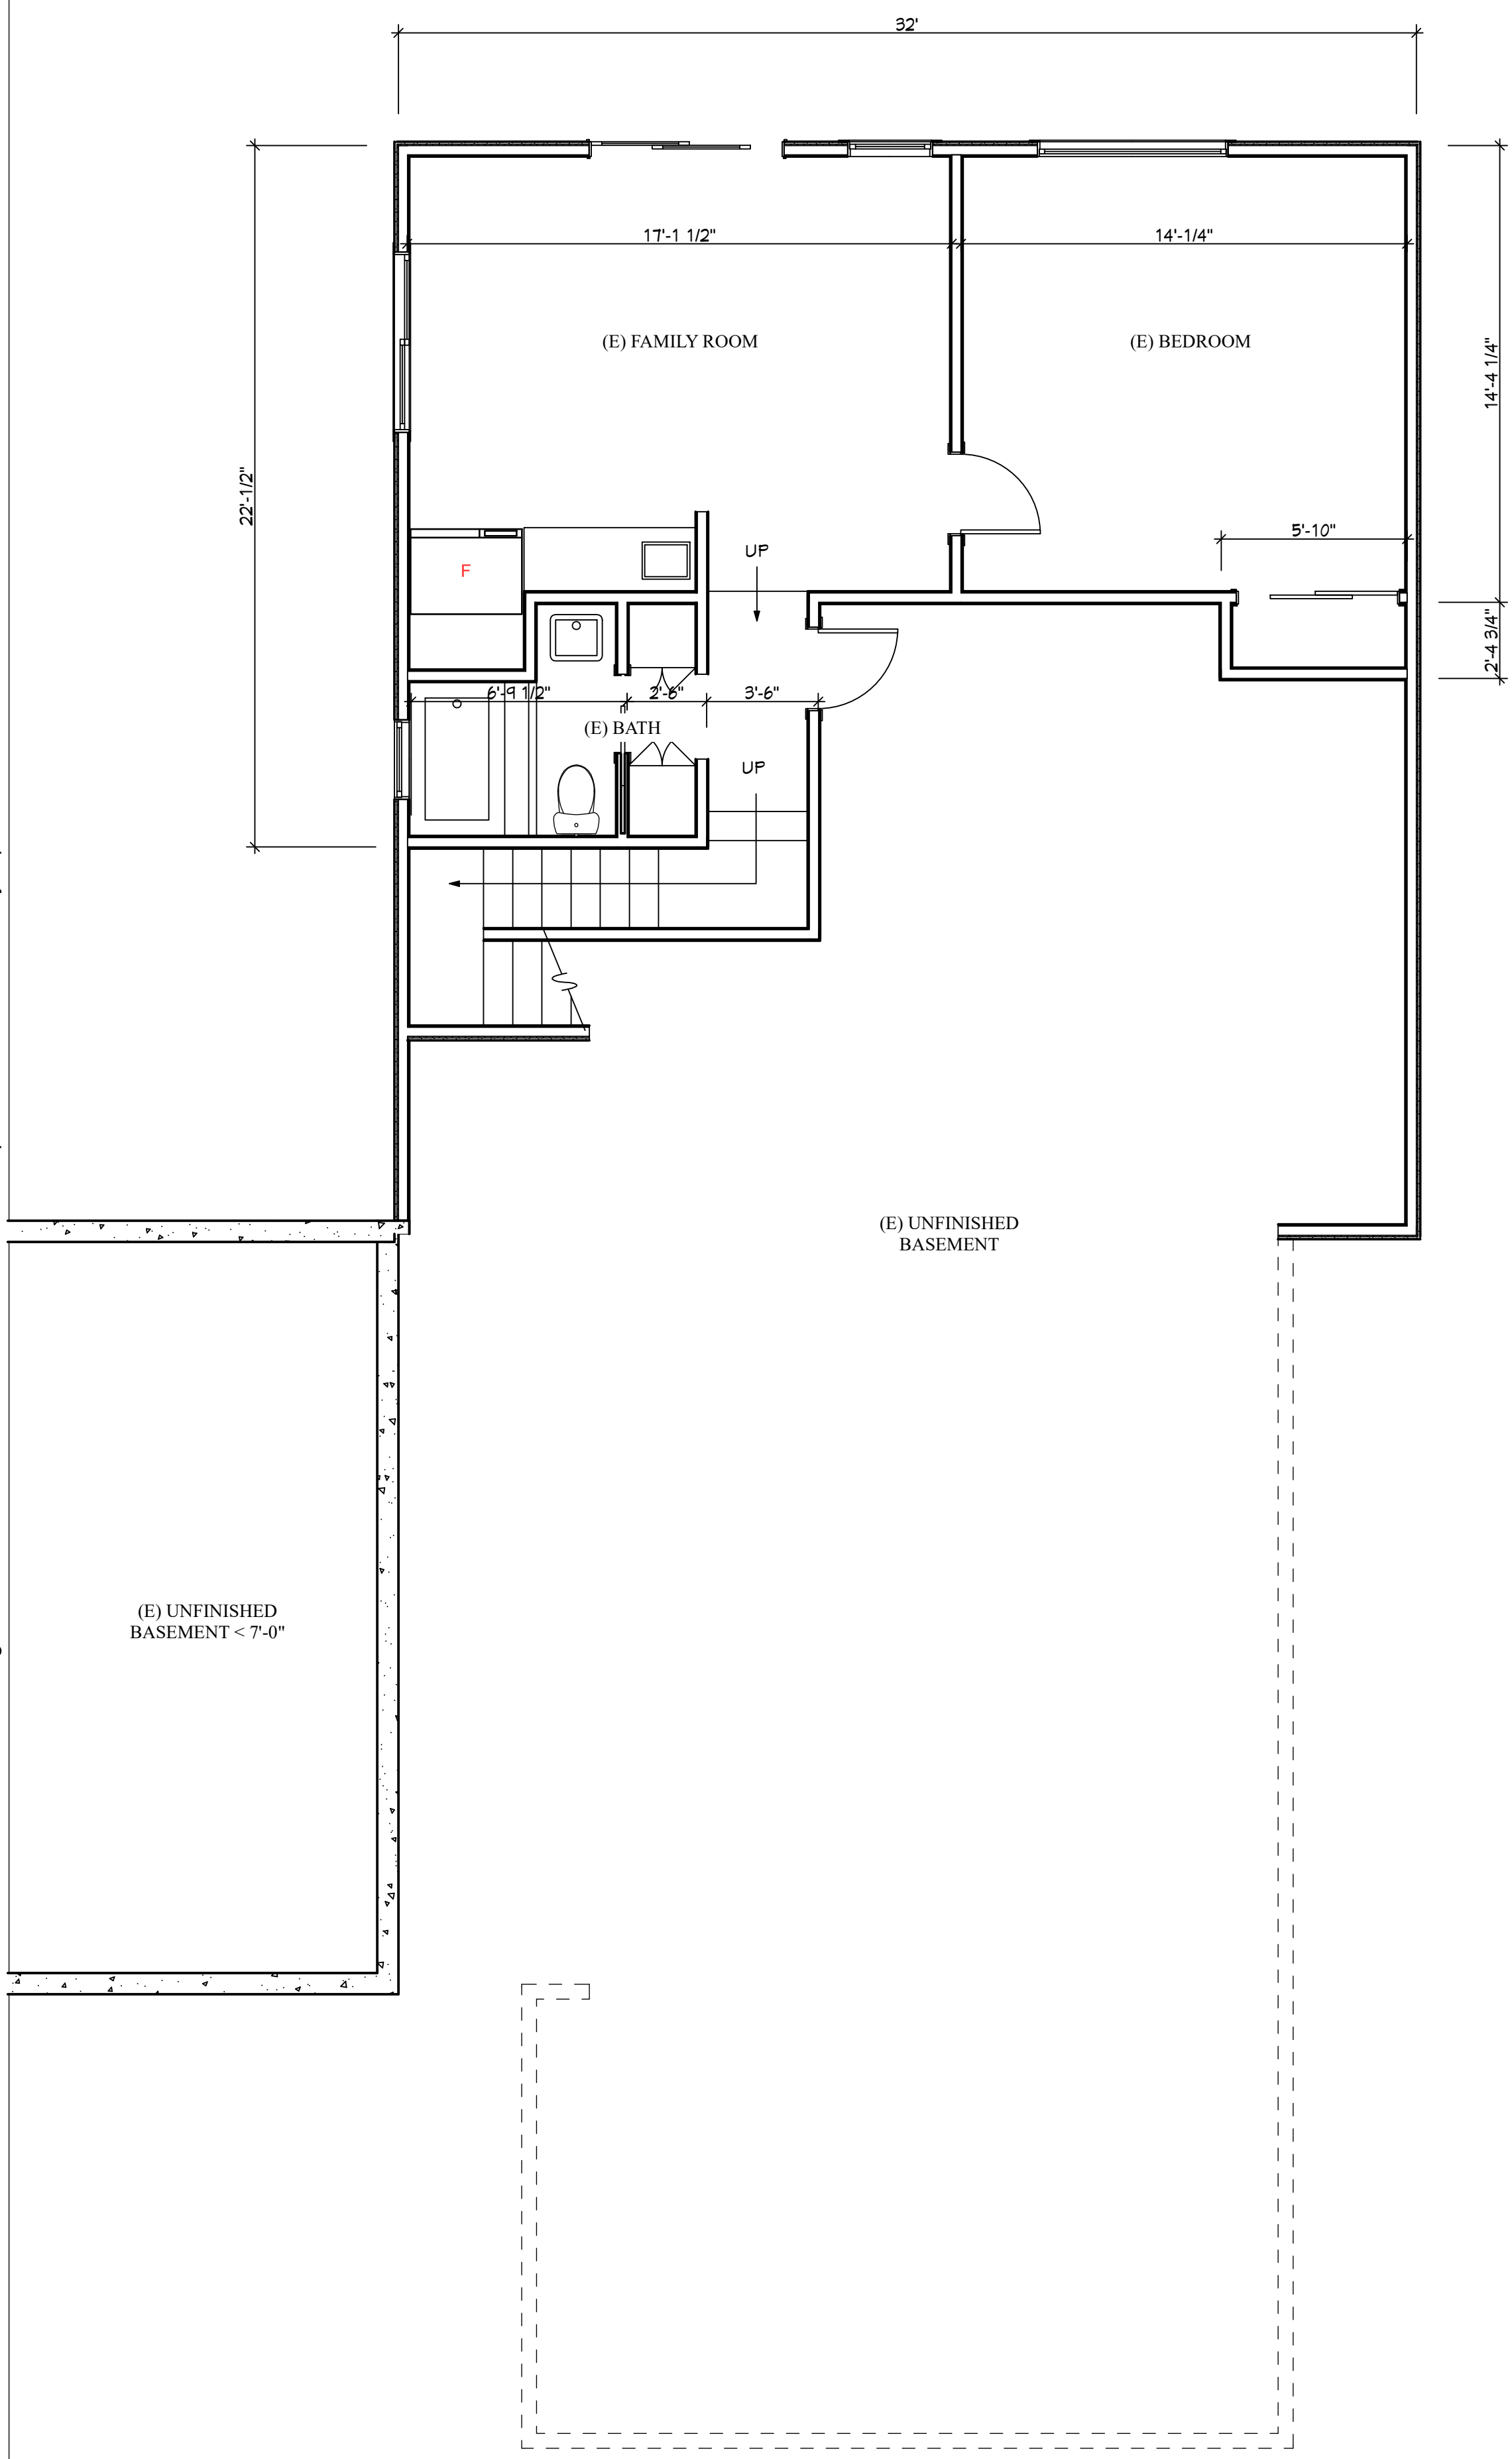 32'
17'-1 1/2"
14'-1/4"
(E) FAMILY ROOM
(E) BEDROOM
14'-4 1/4"
22'-1/2"
5'-10"
UP
F
2'-4 3/4"
6'-9 1/2"
2'-6"
3'-6"
(E) BATH
UP
(E) UNFINISHED
BASEMENT
(E) UNFINISHED
BASEMENT < 7'-0"